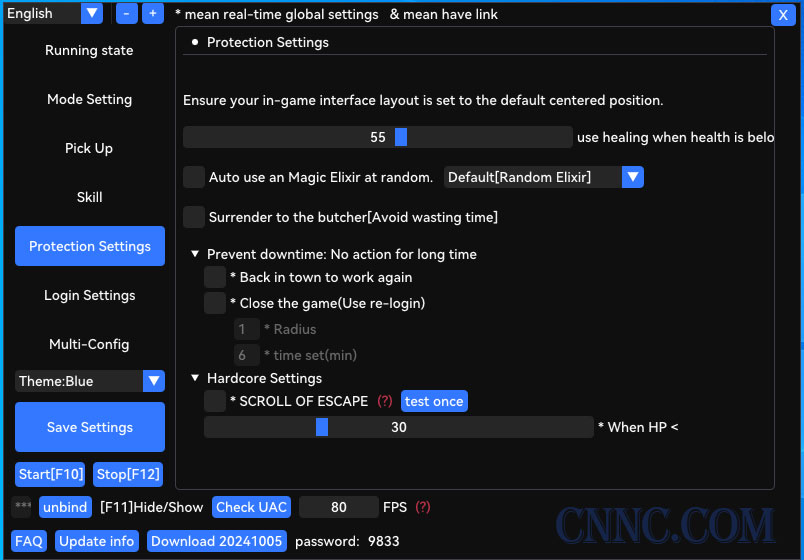 English - + * mean real-time global settings & mean have link X
Running state
Mode Setting
Pick Up
Skill
Protection Settings
Login Settings
Multi-Config
Theme:Blue
Save Settings
Start[F10] Stop[F12]
Protection Settings
Ensure your in-game interface layout is set to the default centered position.
55 use healing when health is belo
Auto use an Magic Elixir at random. Default[Random Elixir]
Surrender to the butcher[Avoid wasting time]
Prevent downtime: No action for long time
* Back in town to work again
* Close the game(Use re-login)
1 * Radius
6 * time set(min)
Hardcore Settings
* SCROLL OF ESCAPE (?) test once
30 * When HP <
*** unbind [F11]Hide/Show Check UAC 80 FPS (?)
FAQ Update info Download 20241005 password: 9833
CNNC.COM